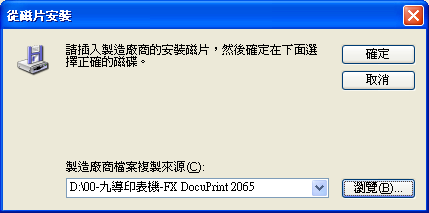 從磁片安裝
請插入製造廠商的安裝磁片，然後確定在下面選
擇正確的磁碟。
確定
取消
製造廠商檔案複製來源(C):
D:\00-九導印表機-FX DocuPrint 2065
瀏覽(B)...